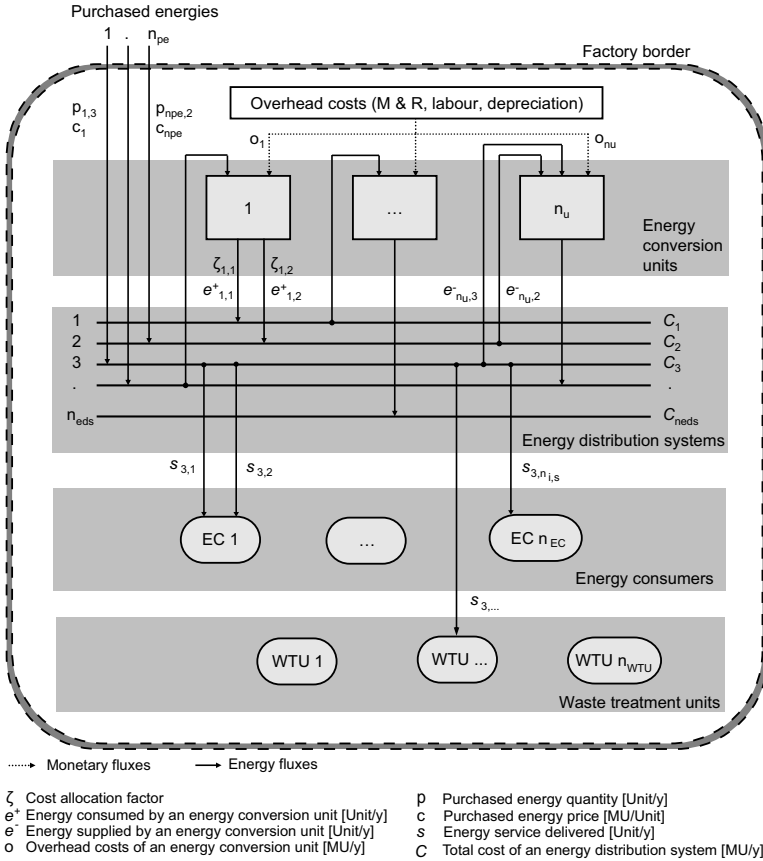 Purchased energies
1 . n_pe
Factory border
Overhead costs (M & R, labour, depreciation)
p_1,3 p_npe,2
c_1 c_npe
o_1 o_nu
1 ... n_u
Energy
conversion
units
ζ_1,1 ζ_1,2
e^+_1,1 e^+_1,2 e^-_nu,3 e^-_nu,2
1 C_1
2 C_2
3 C_3
. .
n_eds C_neds
Energy distribution systems
s_3,1 s_3,2 s_3,n_i,s
EC 1 ... EC n_EC
Energy consumers
s_3,...
WTU 1 WTU ... WTU n_WTU
Waste treatment units
Monetary fluxes Energy fluxes
ζ Cost allocation factor
e^+ Energy consumed by an energy conversion unit [Unit/y]
e^- Energy supplied by an energy conversion unit [Unit/y]
o Overhead costs of an energy conversion unit [MU/y]
p Purchased energy quantity [Unit/y]
c Purchased energy price [MU/Unit]
s Energy service delivered [Unit/y]
C Total cost of an energy distribution system [MU/y]